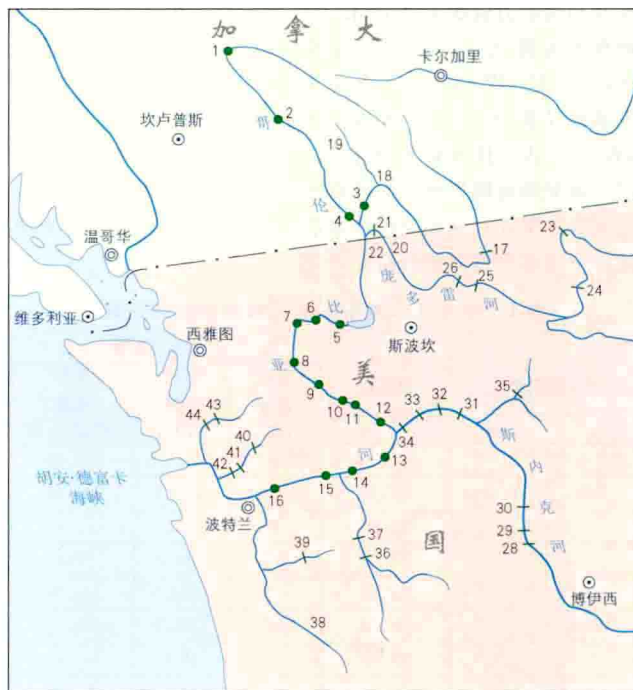 加拿大
1
卡尔加里
2
哥
坎卢普斯
19
18
3
4
伦
21
23
22
20
17
温哥华
庞
多
雷
河
26
25
24
维多利亚
7
6
比
5
西雅图
斯波坎
8
亚
美
9
10
11
12
33
32
31
35
44
43
34
斯
40
河
13
内
41
胡安·德富卡
海峡
42
16
15
14
30
克
波特兰
国
29
河
37
28
36
39
博伊西
38